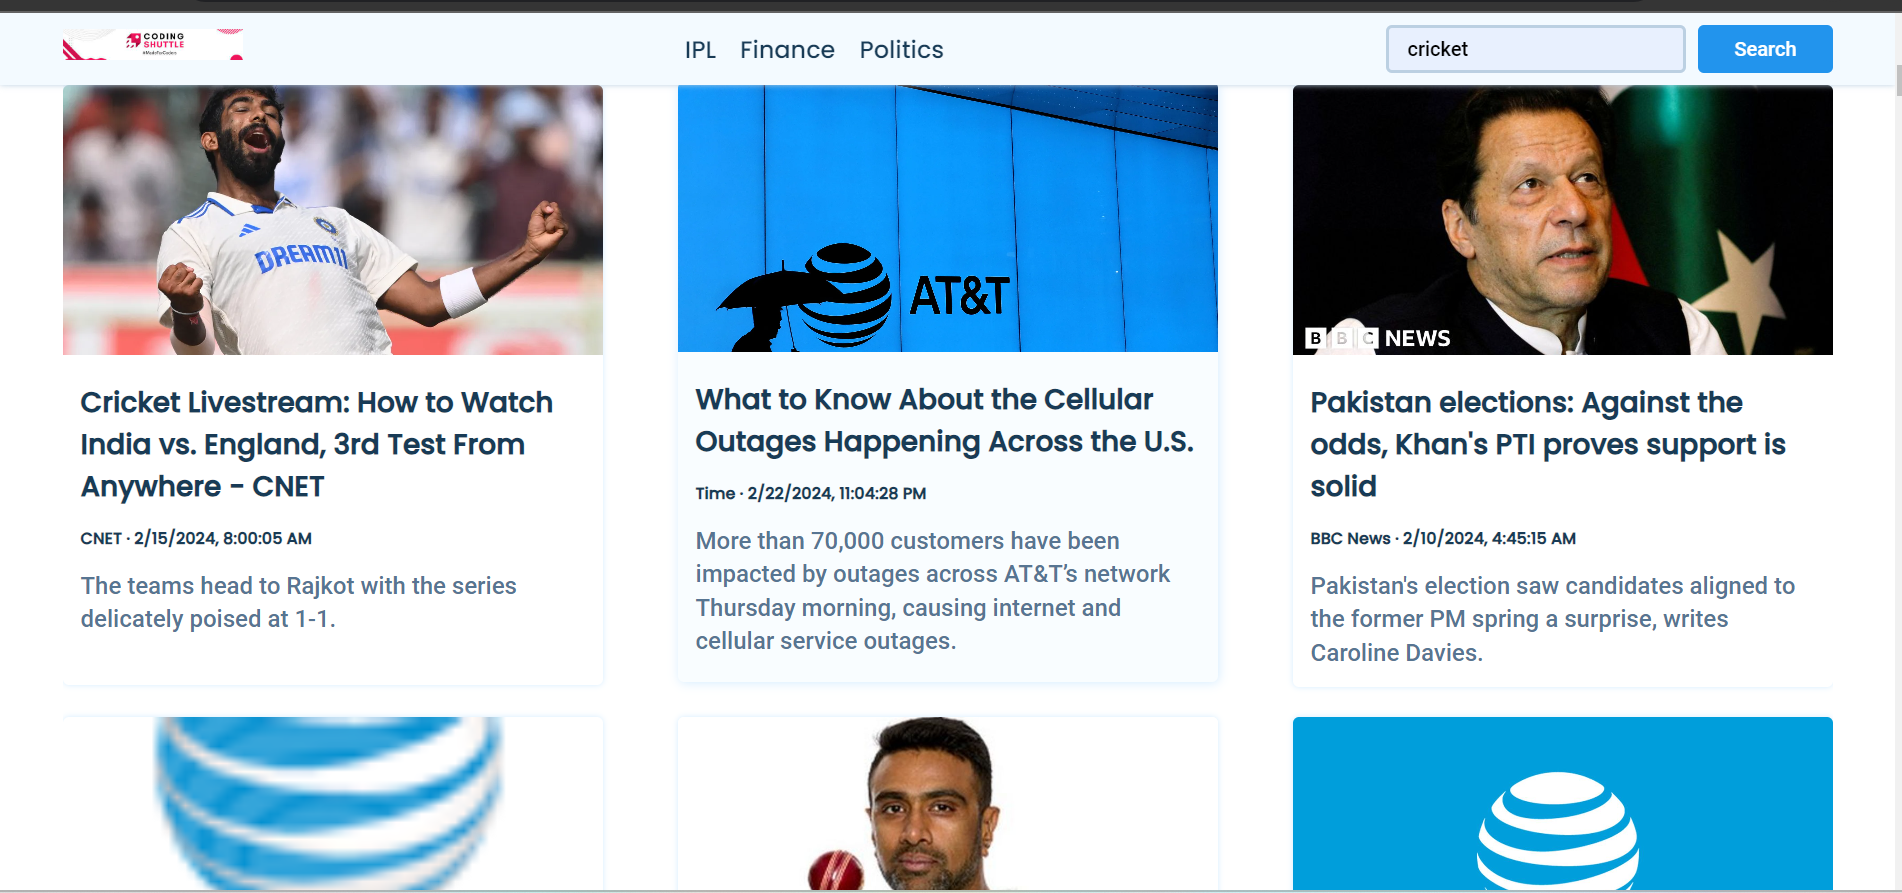 CODING
SHUTTLE
#MadeForCoders
IPL
Finance
Politics
cricket
Search
DREAM11
AT&T
BBC NEWS
Cricket Livestream: How to Watch
India vs. England, 3rd Test From
Anywhere - CNET
CNET · 2/15/2024, 8:00:05 AM
The teams head to Rajkot with the series
delicately poised at 1-1.
What to Know About the Cellular
Outages Happening Across the U.S.
Time · 2/22/2024, 11:04:28 PM
More than 70,000 customers have been
impacted by outages across AT&T’s network
Thursday morning, causing internet and
cellular service outages.
Pakistan elections: Against the
odds, Khan's PTI proves support is
solid
BBC News · 2/10/2024, 4:45:15 AM
Pakistan's election saw candidates aligned to
the former PM spring a surprise, writes
Caroline Davies.